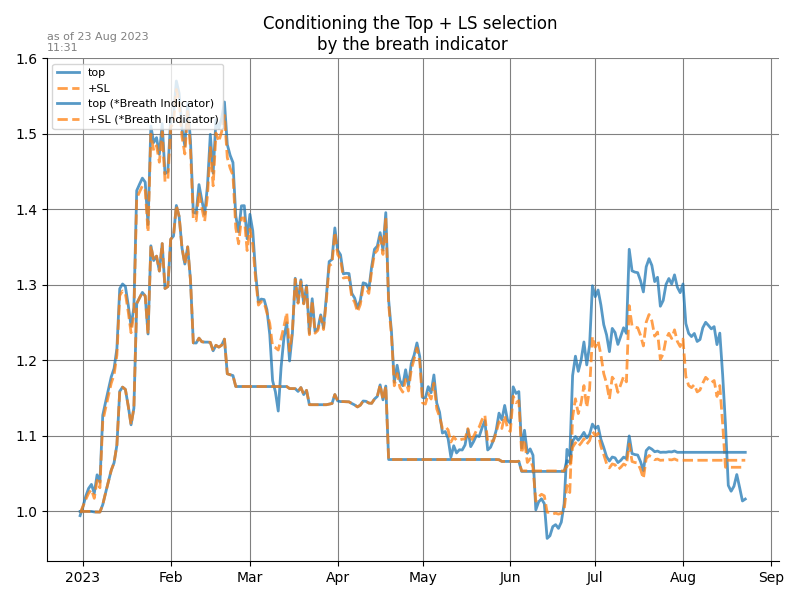 Conditioning the Top + LS selection
by the breath indicator
as of 23 Aug 2023
11:31
top
+SL
top (*Breath Indicator)
+SL (*Breath Indicator)
1.6
1.5
1.4
1.3
1.2
1.1
1.0
2023 Feb Mar Apr May Jun Jul Aug Sep